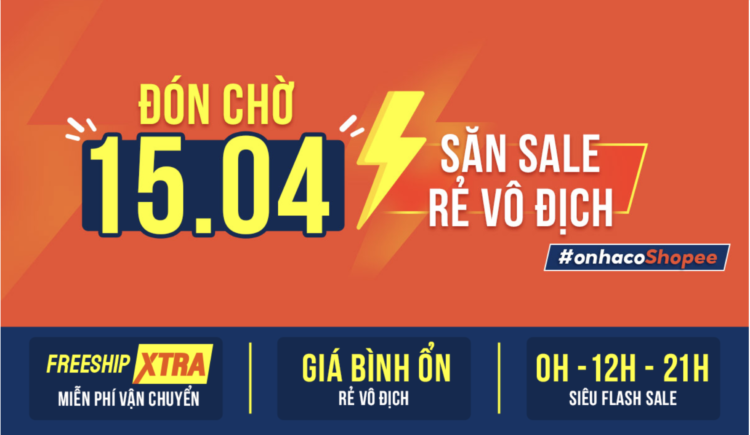 ĐÓN CHỜ
15.04
SĂN SALE
RẺ VÔ ĐỊCH
#onhacoShopee
FREESHIP XTRA
MIỄN PHÍ VẬN CHUYỂN
GIÁ BÌNH ỔN
RẺ VÔ ĐỊCH
0H - 12H - 21H
SIÊU FLASH SALE